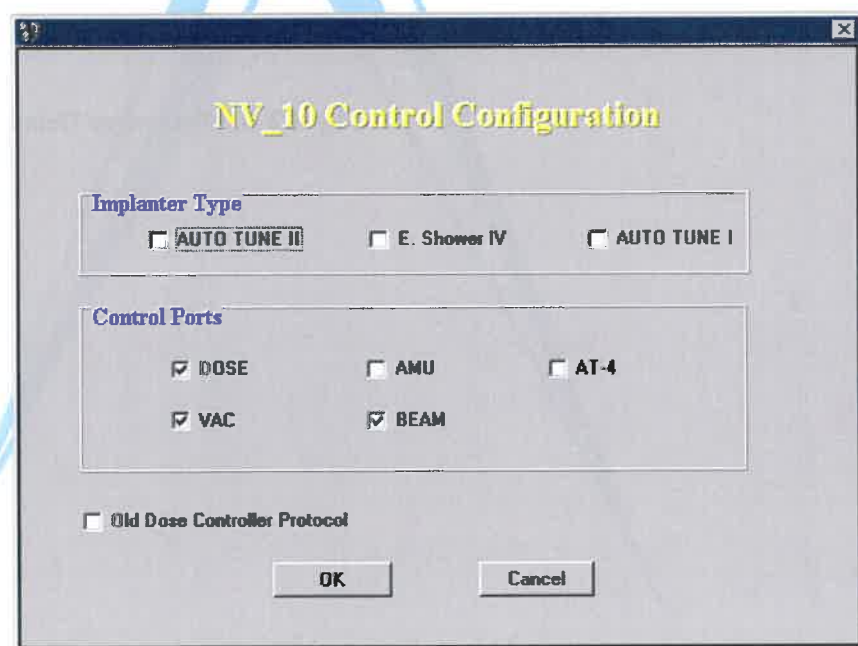 NV_10 Control Configuration
Implanter Type
AUTO TUNE II
E. Shower IV
AUTO TUNE I
Control Ports
DOSE
AMU
AT-4
VAC
BEAM
Old Dose Controller Protocol
OK
Cancel